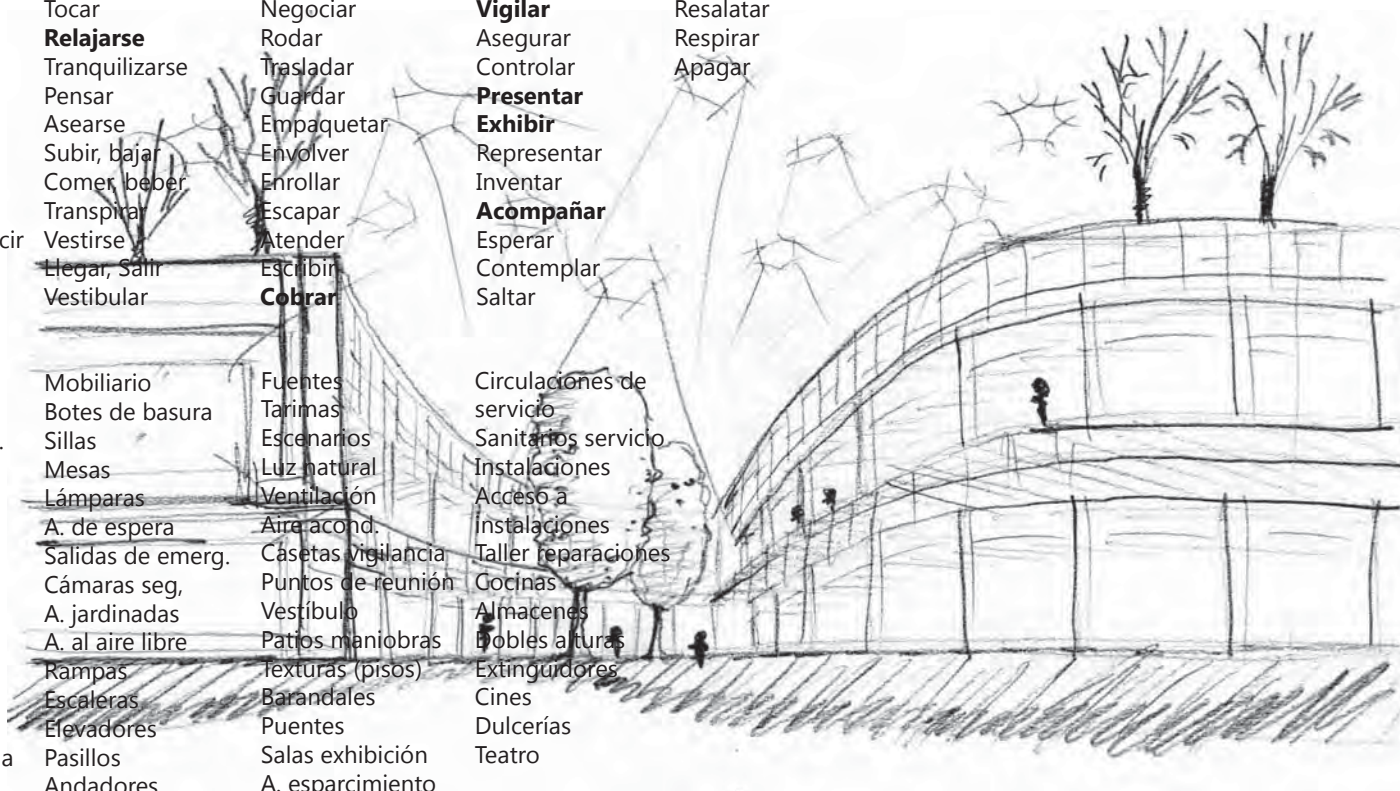 Tocar
Relajarse
Tranquilizarse
Pensar
Asearse
Subir, bajar
Comer, beber
Transpirar
cir
Vestirse
Llegar, Salir
Vestibular
Negociar
Rodar
Trasladar
Guardar
Empaquetar
Envolver
Enrollar
Escapar
Atender
Escribir
Cobrar
Vigilar
Asegurar
Controlar
Presentar
Exhibir
Representar
Inventar
Acompañar
Esperar
Contemplar
Saltar
Resalatar
Respirar
Apagar
.
a
Mobiliario
Botes de basura
Sillas
Mesas
Lámparas
A. de espera
Salidas de emerg.
Cámaras seg,
A. jardinadas
A. al aire libre
Rampas
Escaleras
Elevadores
Pasillos
Andadores
Fuentes
Tarimas
Escenarios
Luz natural
Ventilación
Aire acond.
Casetas vigilancia
Puntos de reunión
Vestíbulo
Patios maniobras
Texturas (pisos)
Barandales
Puentes
Salas exhibición
A. esparcimiento
Circulaciones de
servicio
Sanitarios servicio
Instalaciones
Acceso a
instalaciones
Taller reparaciones
Cocinas
Almacenes
Dobles alturas
Extinguidores
Cines
Dulcerías
Teatro